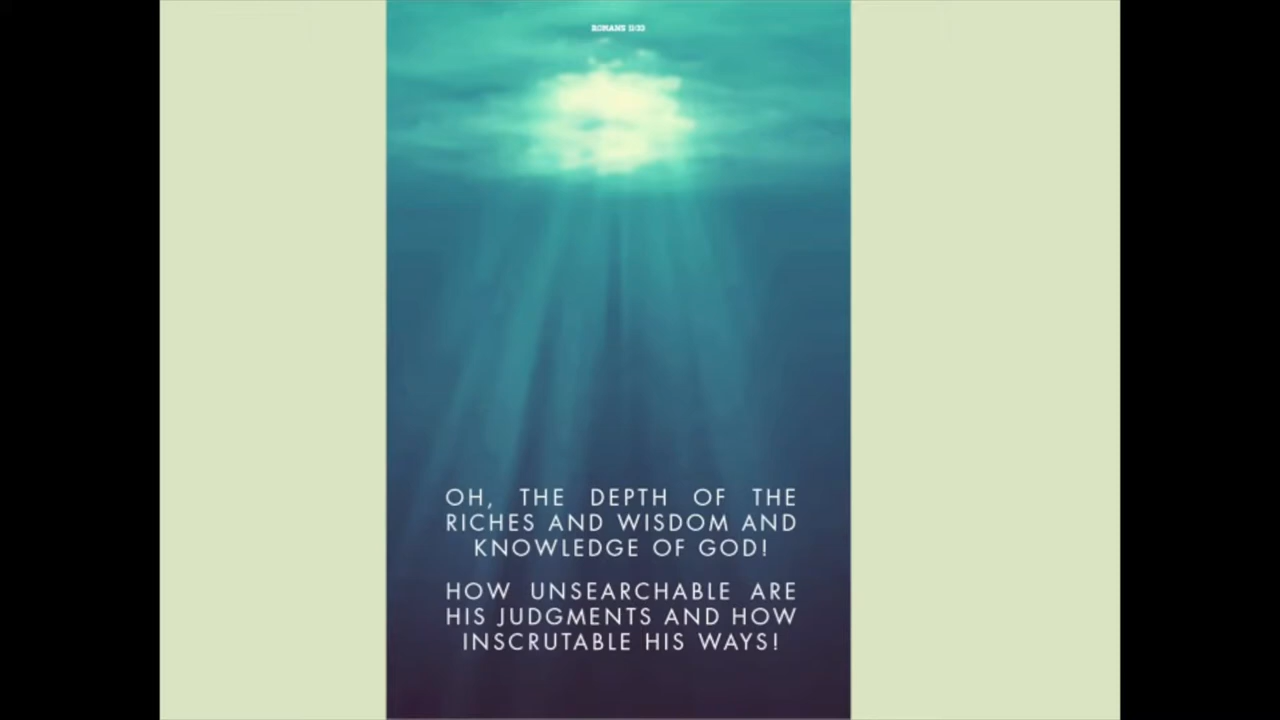 ROMANS 11:33
OH, THE DEPTH OF THE
RICHES AND WISDOM AND
KNOWLEDGE OF GOD!
HOW UNSEARCHABLE ARE
HIS JUDGMENTS AND HOW
INSCRUTABLE HIS WAYS!